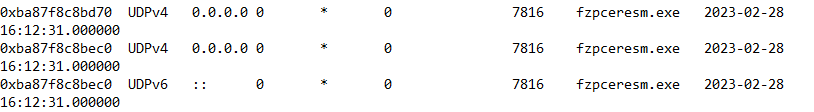 0xba87f8c8bd70 UDPv4 0.0.0.0 0 * 0 7816 fzpceresm.exe 2023-02-28
16:12:31.000000
0xba87f8c8bec0 UDPv4 0.0.0.0 0 * 0 7816 fzpceresm.exe 2023-02-28
16:12:31.000000
0xba87f8c8bec0 UDPv6 :: 0 * 0 7816 fzpceresm.exe 2023-02-28
16:12:31.000000